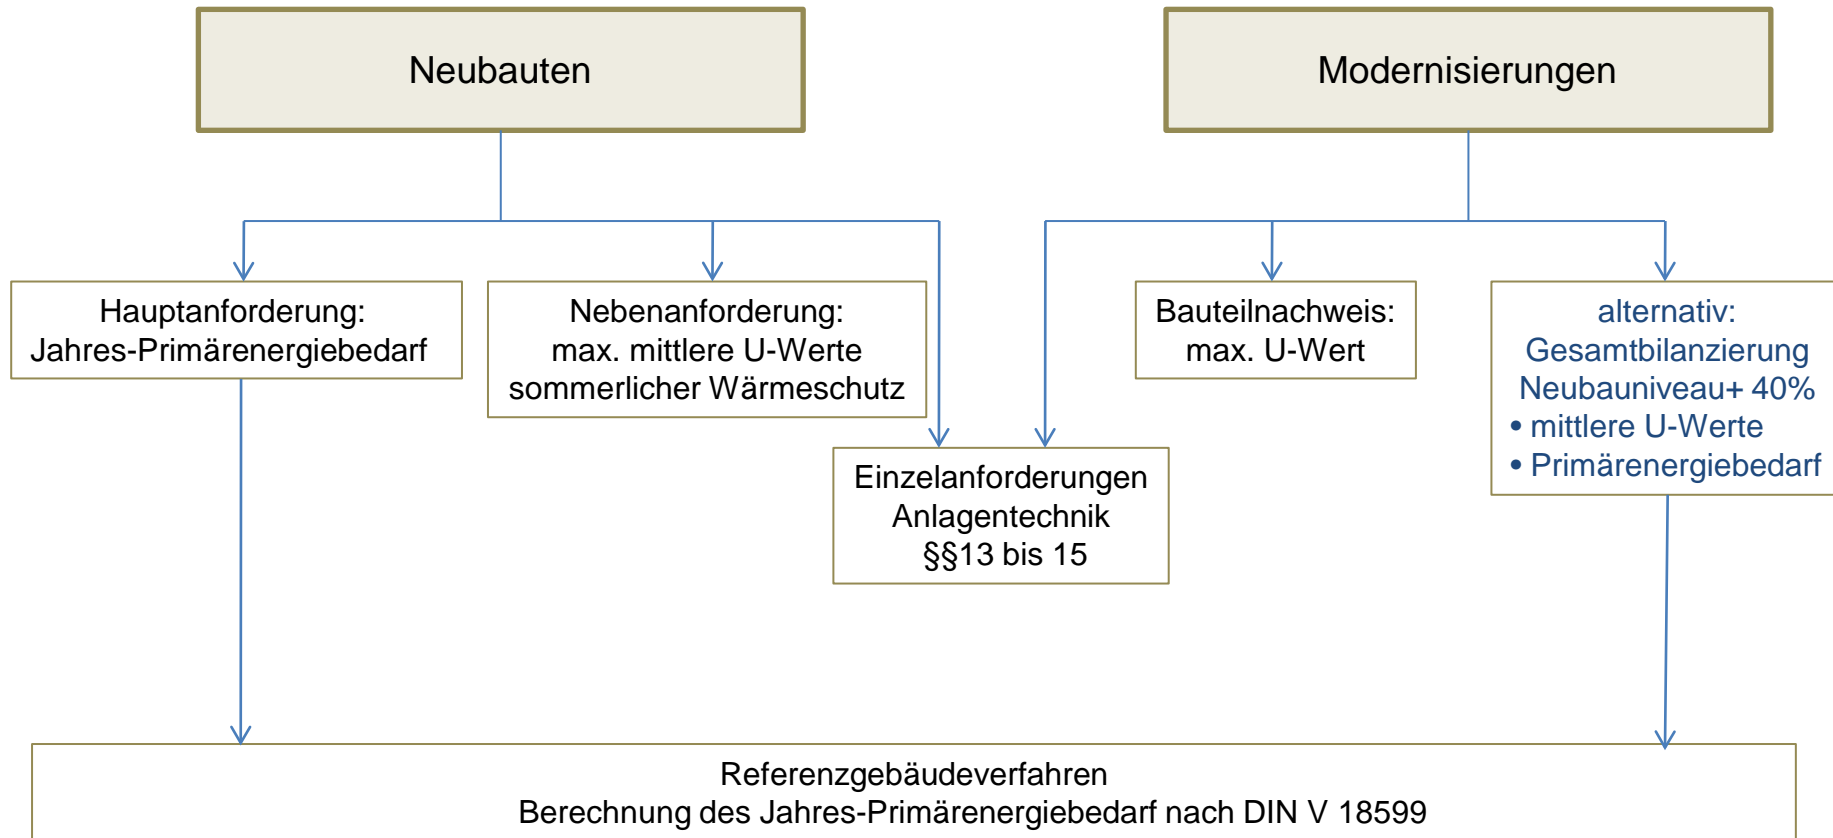 Neubauten
Modernisierungen
Hauptanforderung:
Jahres-Primärenergiebedarf
Nebenanforderung:
max. mittlere U-Werte
sommerlicher Wärmeschutz
Bauteilnachweis:
max. U-Wert
alternativ:
Gesamtbilanzierung
Neubauniveau+ 40%
• mittlere U-Werte
• Primärenergiebedarf
Einzelanforderungen
Anlagentechnik
§§13 bis 15
Referenzgebäudeverfahren
Berechnung des Jahres-Primärenergiebedarf nach DIN V 18599